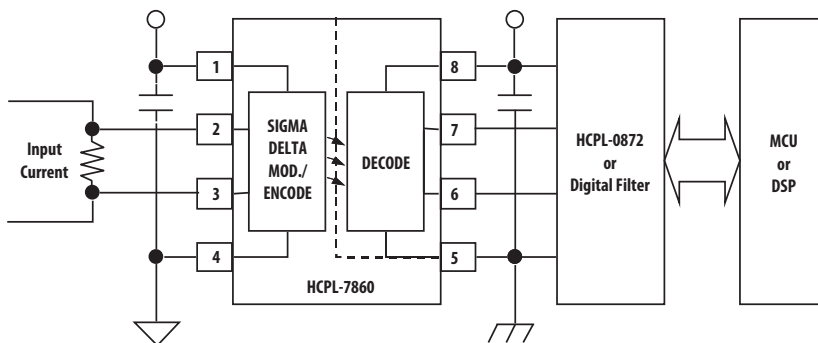 1
2
3
4
Input
Current
SIGMA
DELTA
MOD./
ENCODE
DECODE
HCPL-7860
8
7
6
5
HCPL-0872
or
Digital Filter
MCU
or
DSP